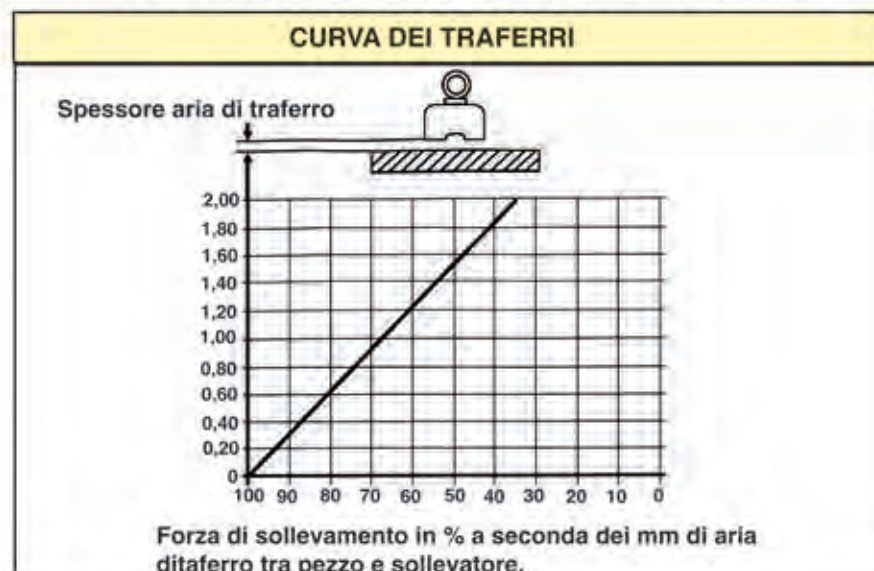 CURVA DEI TRAFERRI
Spessore aria di traferro
2,00
1,80
1,60
1,40
1,20
1,00
0,80
0,60
0,40
0,20
0
100 90 80 70 60 50 40 30 20 10 0
Forza di sollevamento in % a seconda dei mm di aria
ditaferro tra pezzo e sollevatore.